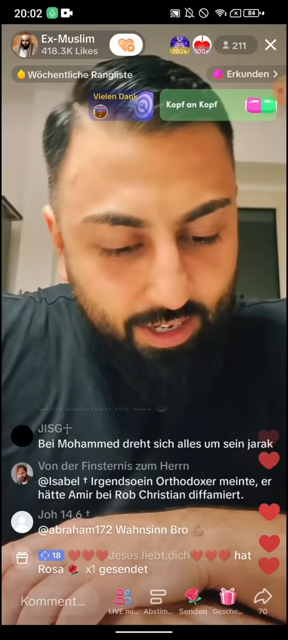 20:02
84
Ex-Muslim
418.3K Likes
211
Wöchentliche Rangliste
Erkunden >
Vielen Dank
Kopf an Kopf
JISG☦
Bei Mohammed dreht sich alles um sein jarak
Von der Finsternis zum Herrn
@Isabel † Irgendsoein Orthodoxer meinte, er
hätte Amir bei Rob Christian diffamiert.
Joh 14,6 †
@abraham172 Wahnsinn Bro
18 ❤️❤️❤️Jesus.liebt.dich❤️❤️❤️ hat
Rosa 🌹 x1 gesendet
Komment...
LIVE mi...
Abstim...
Senden
Gesche...
70